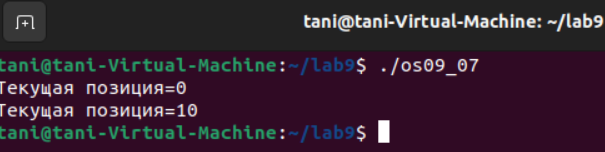 tani@tani-Virtual-Machine: ~/lab9
tani@tani-Virtual-Machine:~/lab9$ ./os09_07
Текущая позиция=0
Текущая позиция=10
tani@tani-Virtual-Machine:~/lab9$